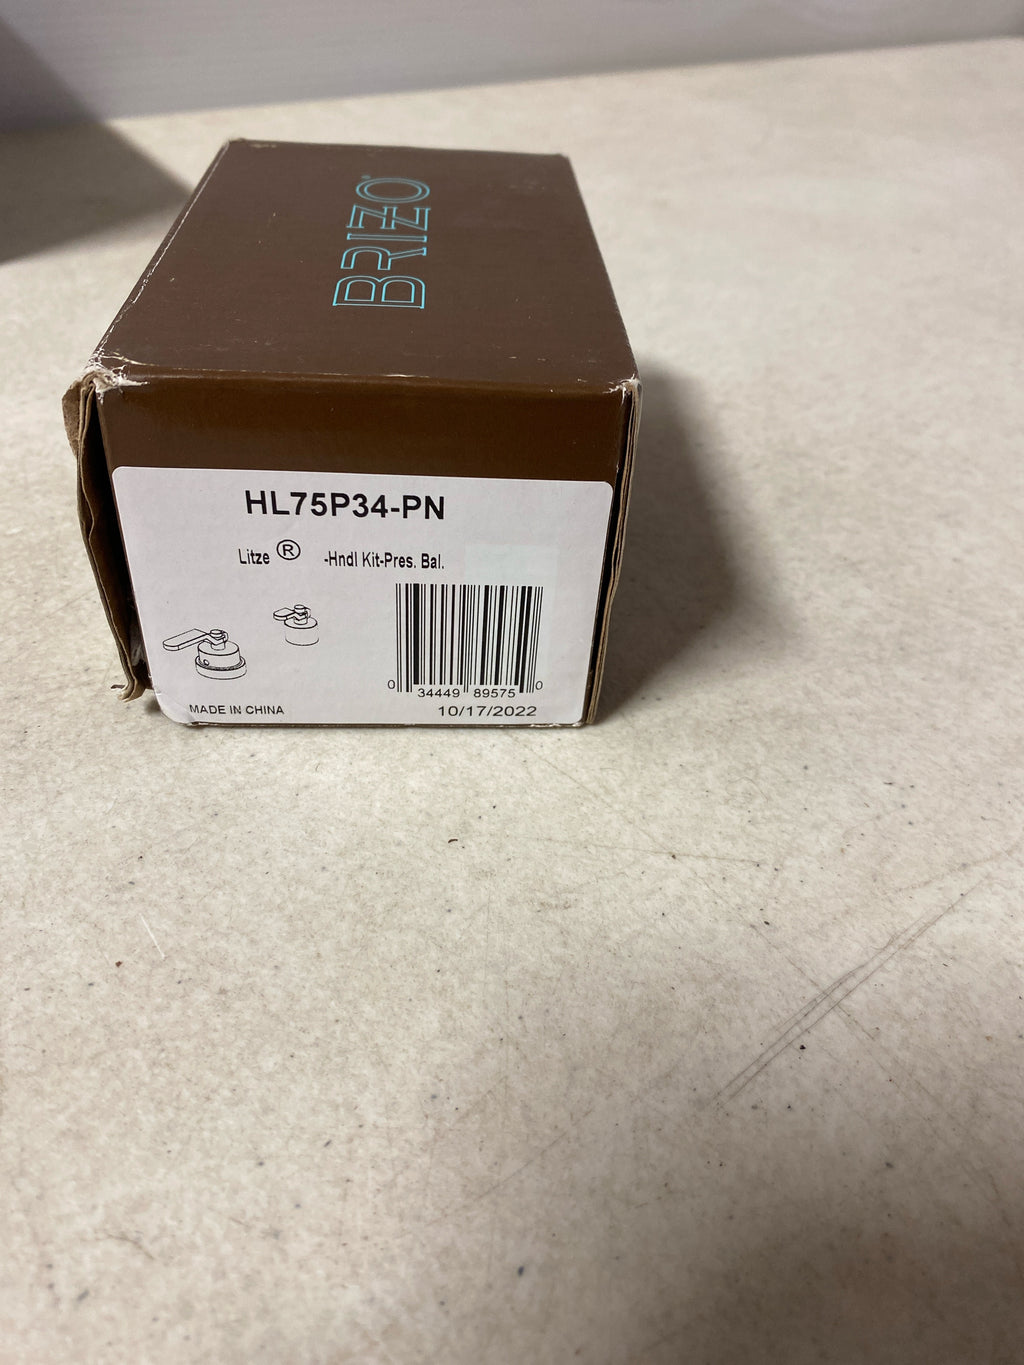 BRIZO
HL75P34-PN
Litze ® -Hndl Kit-Pres. Bal.
0 34449 89575 0
MADE IN CHINA 10/17/2022